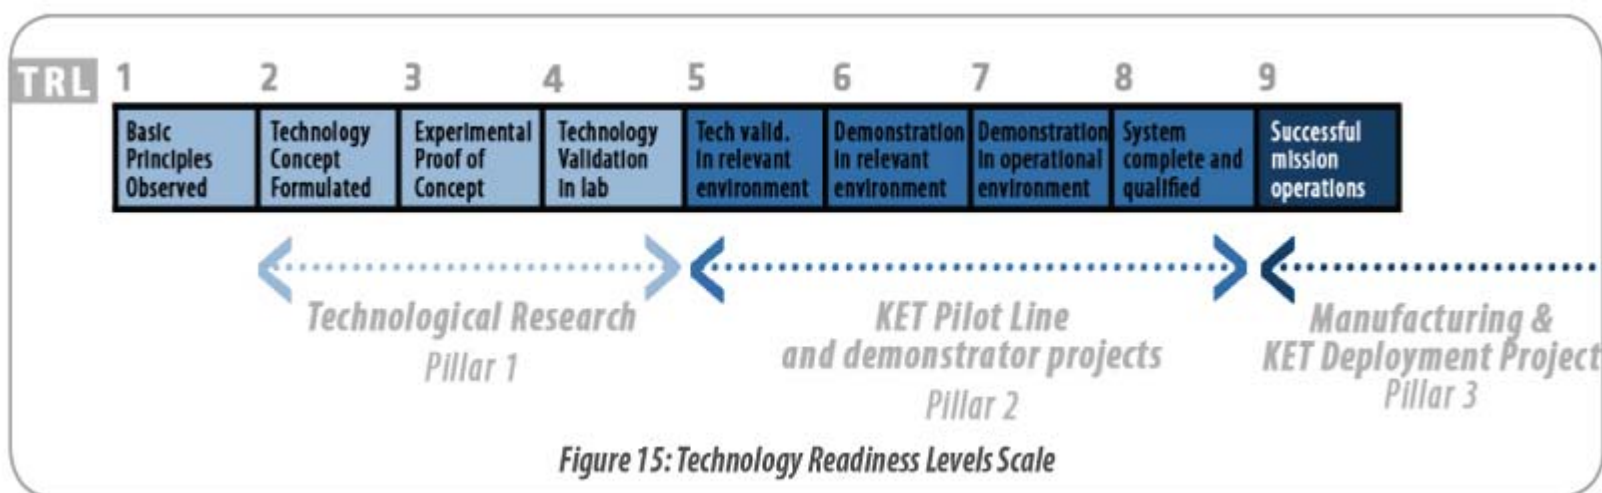 TRL 1 2 3 4 5 6 7 8 9
Basic
Principles
Observed
Technology
Concept
Formulated
Experimental
Proof of
Concept
Technology
Validation
in lab
Tech valid.
in relevant
environment
Demonstration
in relevant
environment
Demonstration
in operational
environment
System
complete and
qualified
Successful
mission
operations
Technological Research
Pillar 1
KET Pilot Line
and demonstrator projects
Pillar 2
Manufacturing &
KET Deployment Project
Pillar 3
Figure 15: Technology Readiness Levels Scale